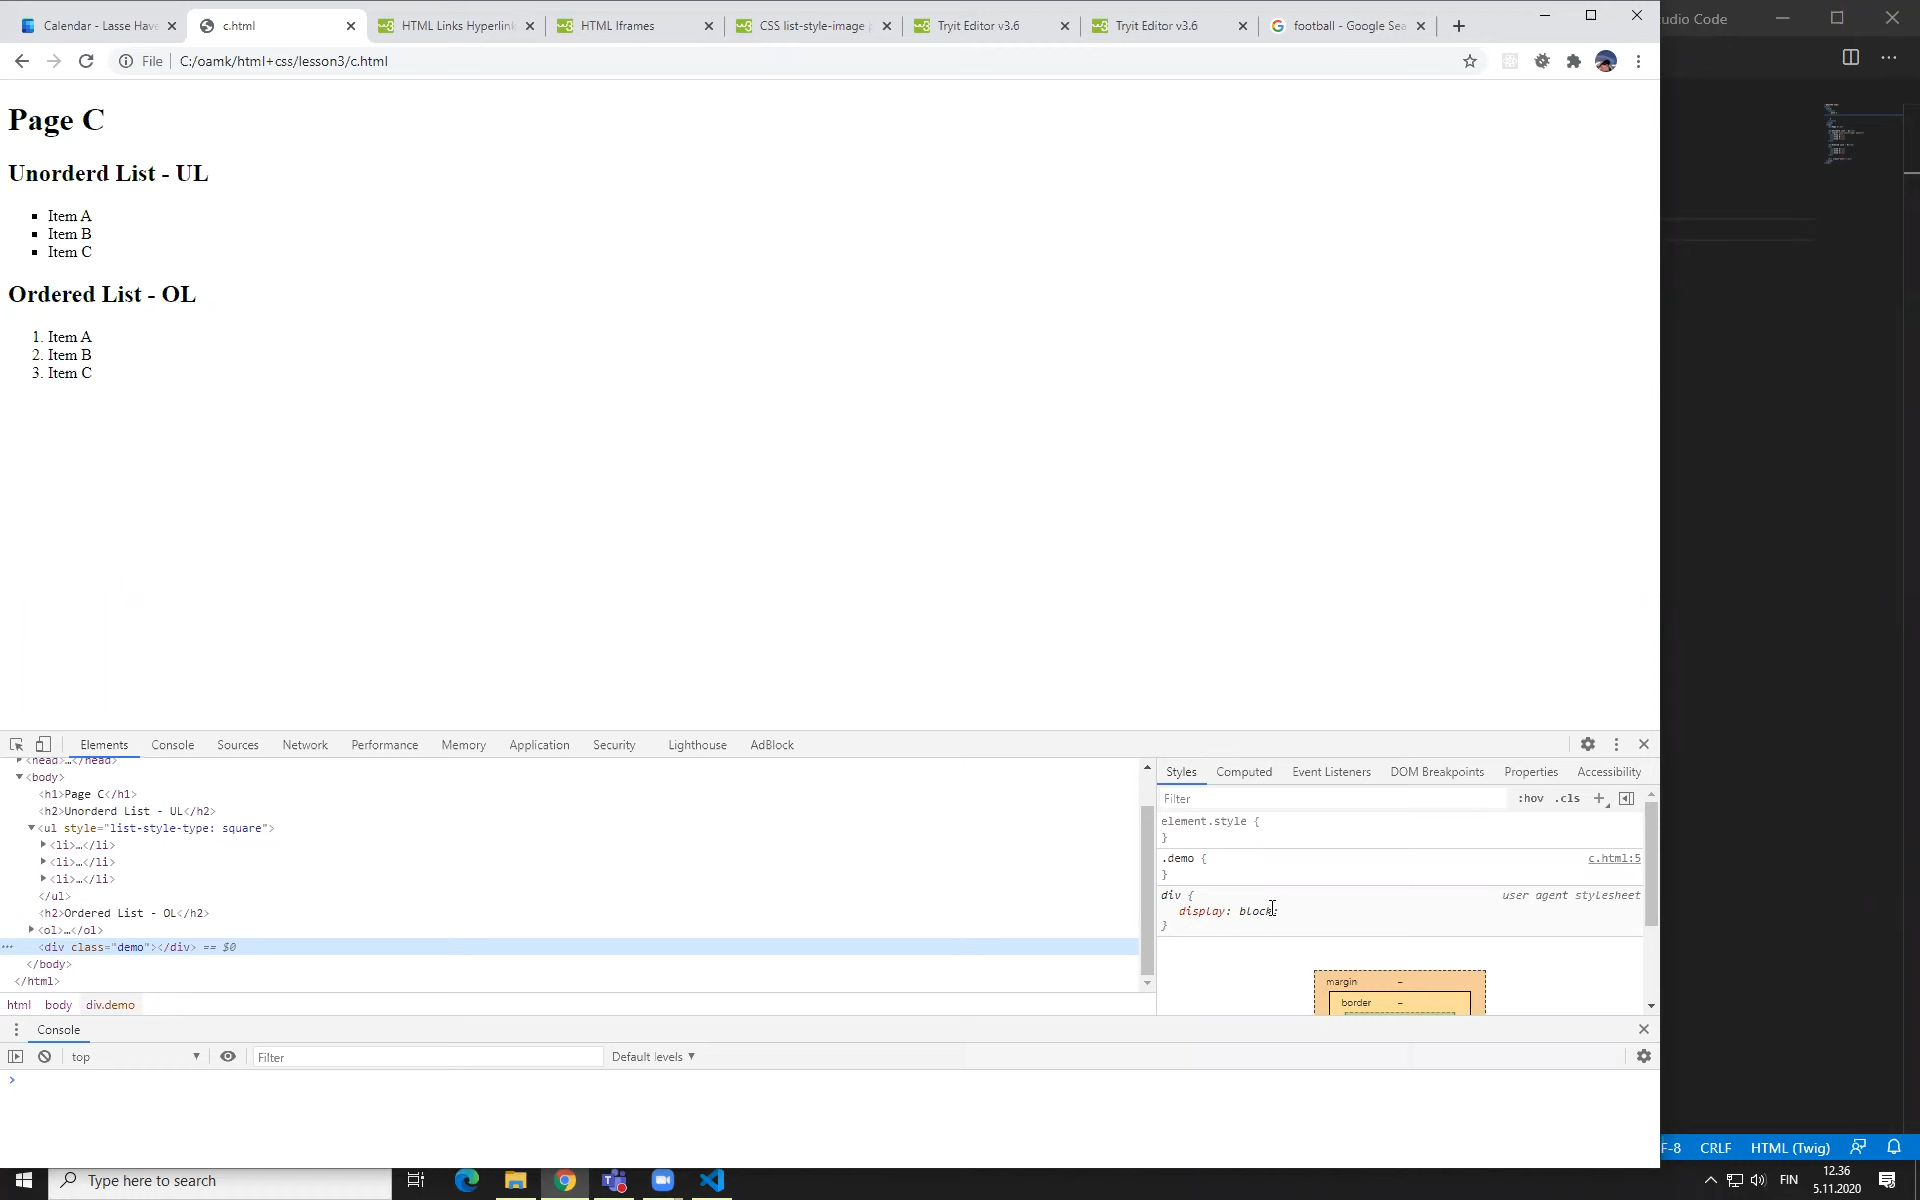 Calendar - Lasse Hav
c.html
HTML Links Hyperlink
HTML Iframes
CSS list-style-image
Tryit Editor v3.6
Tryit Editor v3.6
football - Google Sea
udio Code
File
C:/oamk/html+css/lesson3/c.html
Page C
Unorderd List - UL
Item A
Item B
Item C
Ordered List - OL
1. Item A
2. Item B
3. Item C
Elements Console Sources Network Performance Memory Application Security Lighthouse AdBlock
<head>…</head>
<body>
<h1>Page C</h1>
<h2>Unorderd List - UL</h2>
<ul style="list-style-type: square">
<li>…</li>
<li>…</li>
<li>…</li>
</ul>
<h2>Ordered List - OL</h2>
<ol>…</ol>
<div class="demo"></div> == $0
</body>
</html>
html body div.demo
Styles Computed Event Listeners DOM Breakpoints Properties Accessibility
Filter :hov .cls +
element.style {
}
.demo { c.html:5
}
div { user agent stylesheet
display: block;
}
margin –
border –
Console
top Filter Default levels ▼
>
F-8 CRLF HTML (Twig)
Type here to search
FIN
12.36
5.11.2020